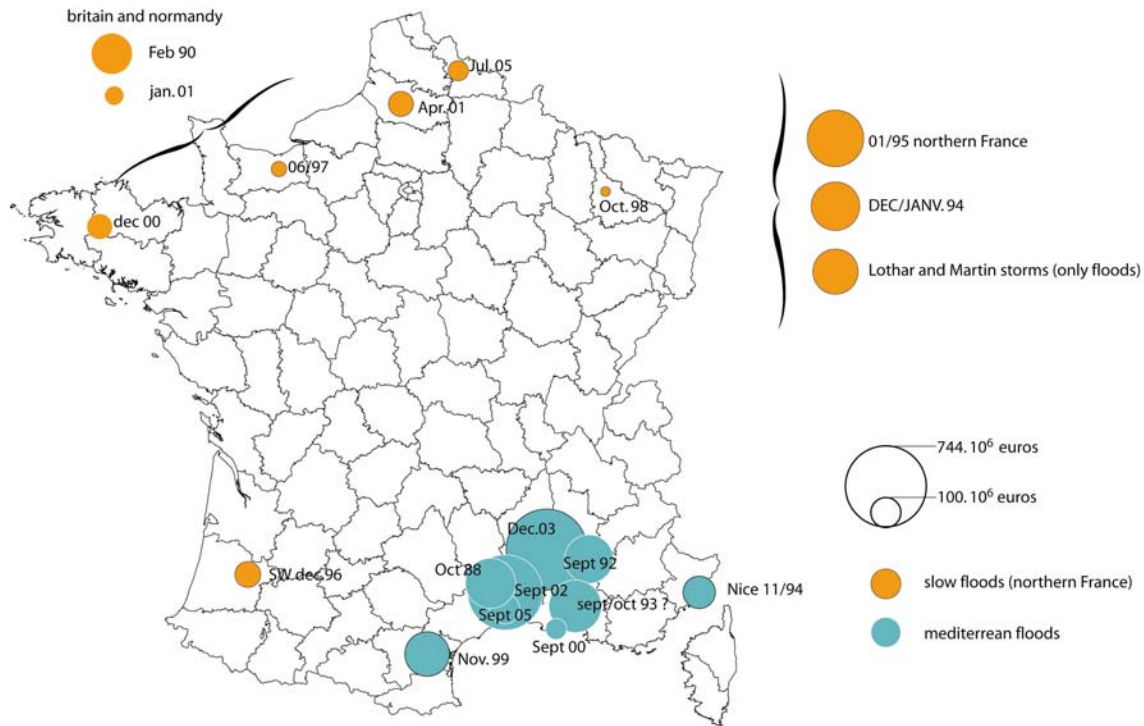 britain and normandy
Feb 90
jan. 01
Jul. 05
Apr. 01
06/97
dec 00
Oct. 98
01/95 northern France
DEC/JANV. 94
Lothar and Martin storms (only floods)
744. 10⁶ euros
100. 10⁶ euros
slow floods (northern France)
mediterrean floods
Dec. 03
Sept 92
Oct 88
Sept 02
Sept 05
sept/oct 93 ?
Sept 00
Nice 11/94
SW dec. 96
Nov. 99